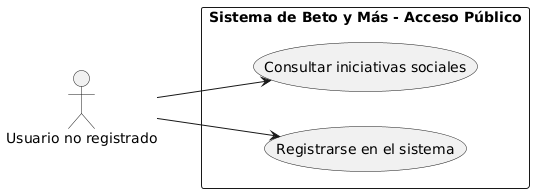 Sistema de Beto y Más - Acceso Público
Consultar iniciativas sociales
Usuario no registrado
Registrarse en el sistema